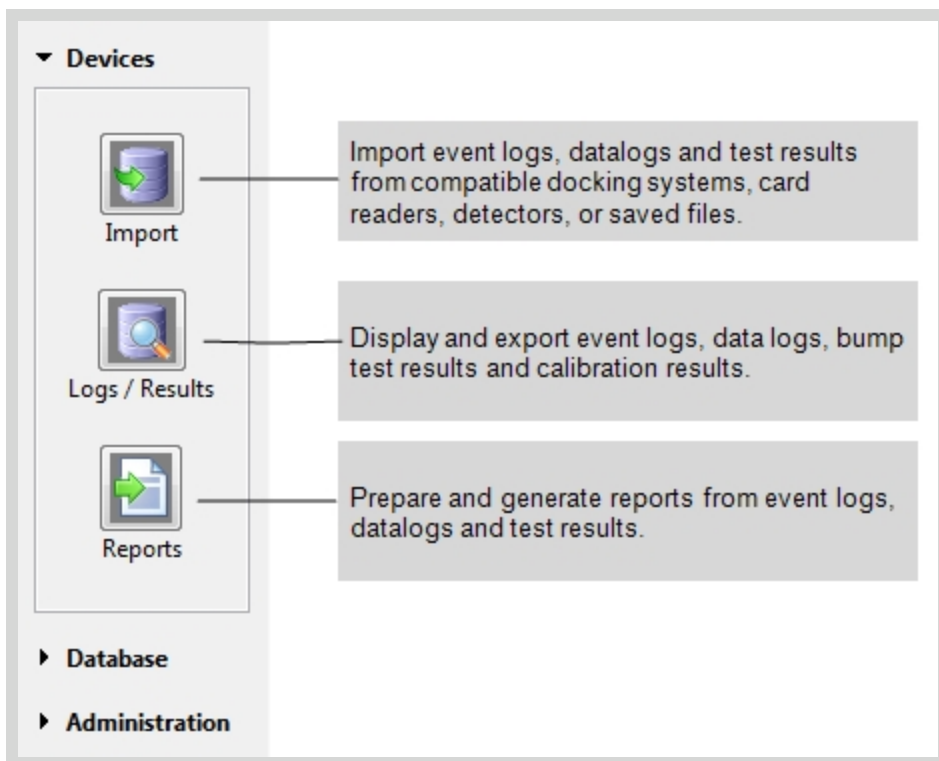 Devices
Import
Import event logs, datalogs and test results
from compatible docking systems, card
readers, detectors, or saved files.
Logs / Results
Display and export event logs, data logs, bump
test results and calibration results.
Reports
Prepare and generate reports from event logs,
datalogs and test results.
Database
Administration